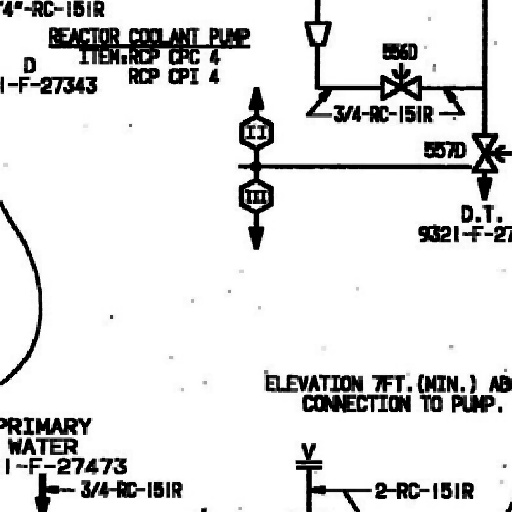 4"-RC-151R
REACTOR COOLANT PUMP
ITEM:RCP CPC 4
RCP CPI 4
D
1-F-27343
556D
3/4-RC-151R
II
557D
III
D.T.
9321-F-27
ELEVATION 7FT.(MIN.) AB
CONNECTION TO PUMP.
PRIMARY
WATER
1-F-27473
3/4-RC-151R
V
2-RC-151R